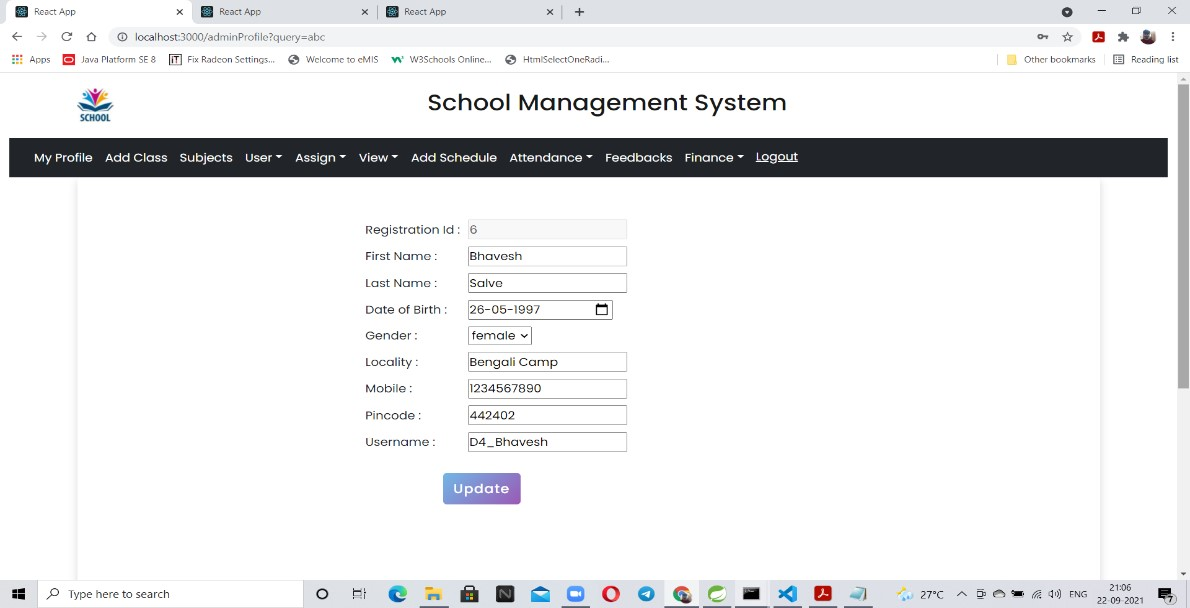 React App
React App
React App
localhost:3000/adminProfile?query=abc
Apps Java Platform SE 8 Fix Radeon Settings... Welcome to eMIS W3Schools Online... HtmlSelectOneRadi... Other bookmarks Reading list
SCHOOL
School Management System
My Profile Add Class Subjects User Assign View Add Schedule Attendance Feedbacks Finance Logout
Registration Id : 6
First Name : Bhavesh
Last Name : Salve
Date of Birth : 26-05-1997
Gender : female
Locality : Bengali Camp
Mobile : 1234567890
Pincode : 442402
Username : D4_Bhavesh
Update
Type here to search
27°C
ENG
21:06
22-09-2021
7